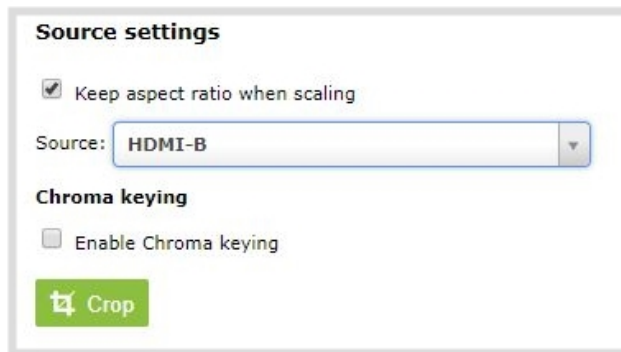 Source settings
Keep aspect ratio when scaling
Source: HDMI-B
Chroma keying
Enable Chroma keying
Crop